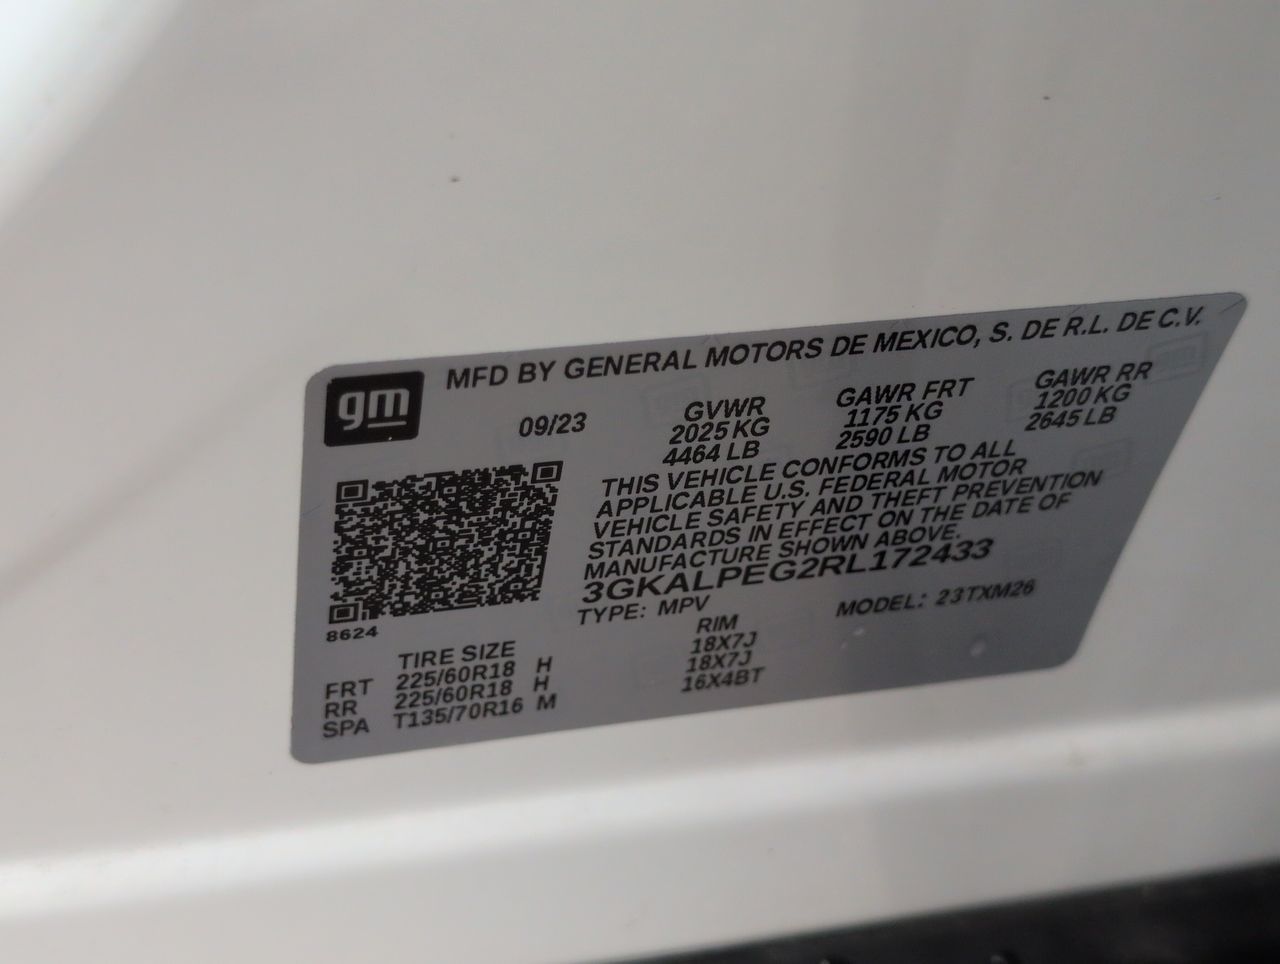 gm
MFD BY GENERAL MOTORS DE MEXICO, S. DE R.L. DE C.V.
09/23 GVWR GAWR FRT GAWR RR
2025 KG 1175 KG 1200 KG
4464 LB 2590 LB 2645 LB
THIS VEHICLE CONFORMS TO ALL
APPLICABLE U.S. FEDERAL MOTOR
VEHICLE SAFETY AND THEFT PREVENTION
STANDARDS IN EFFECT ON THE DATE OF
MANUFACTURE SHOWN ABOVE.
3GKALPEG2RL172433
TYPE: MPV MODEL: 23TXM26
8624
TIRE SIZE RIM
FRT 225/60R18 H 18X7J
RR 225/60R18 H 18X7J
SPA T135/70R16 M 16X4BT